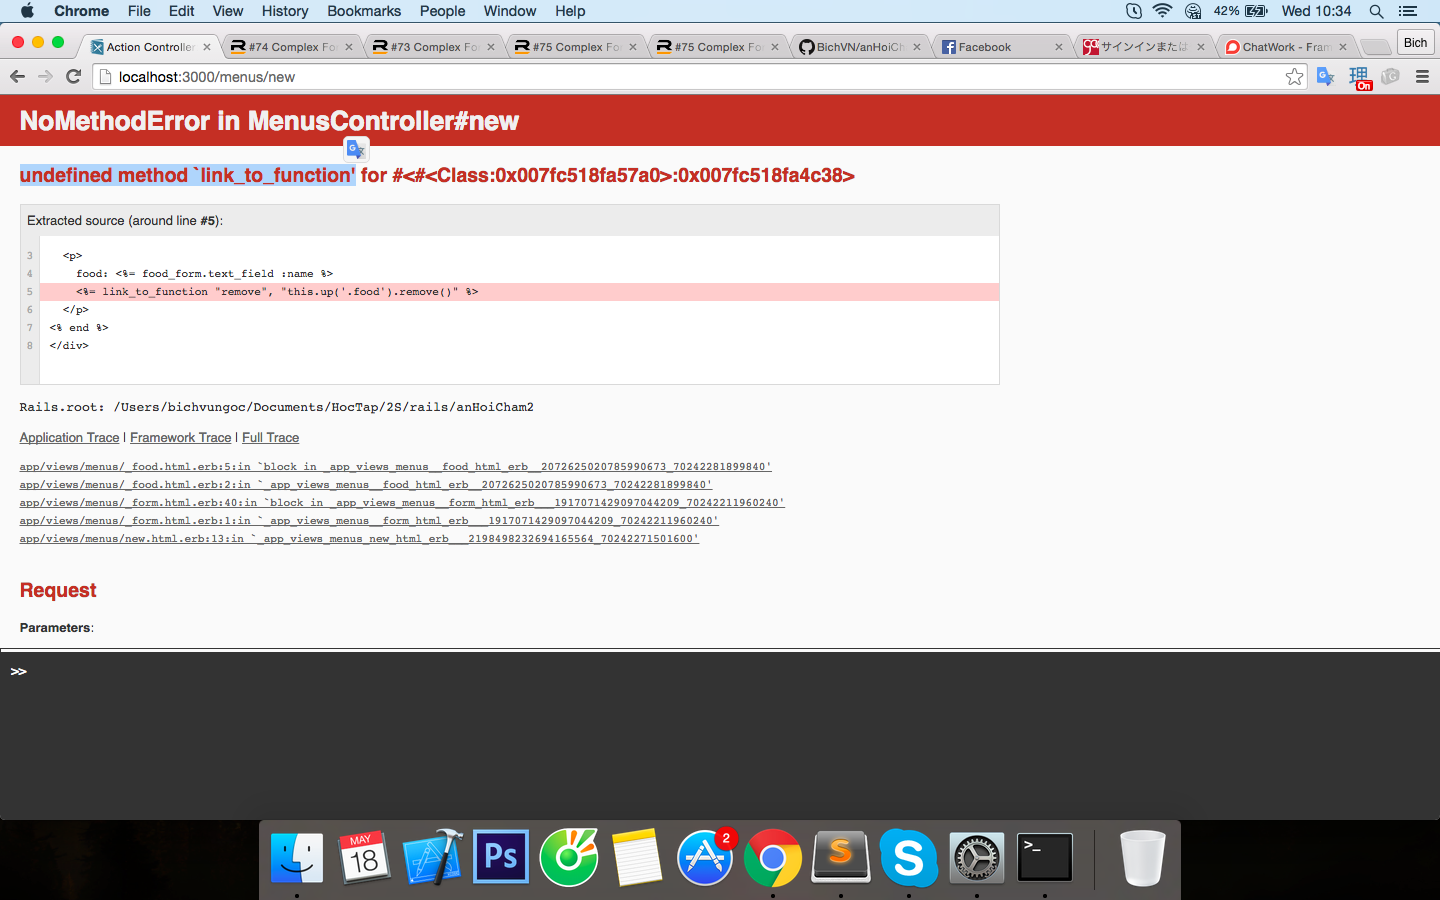 Chrome File Edit View History Bookmarks People Window Help 42% Wed 10:34
Action Controller #74 Complex Fo #73 Complex Fo #75 Complex Fo #75 Complex Fo BichVN/anHoiCh Facebook サインインまたは ChatWork - Fram Bich
localhost:3000/menus/new 理 On
NoMethodError in MenusController#new
undefined method `link_to_function' for #<#<Class:0x007fc518fa57a0>:0x007fc518fa4c38>
Extracted source (around line #5):
3 <p>
4 food: <%= food_form.text_field :name %>
5 <%= link_to_function "remove", "this.up('.food').remove()" %>
6 </p>
7 <% end %>
8 </div>
Rails.root: /Users/bichvungoc/Documents/HocTap/2S/rails/anHoiCham2
Application Trace | Framework Trace | Full Trace
app/views/menus/_food.html.erb:5:in `block in _app_views_menus__food_html_erb__2072625020785990673_70242281899840'
app/views/menus/_food.html.erb:2:in `_app_views_menus__food_html_erb__2072625020785990673_70242281899840'
app/views/menus/_form.html.erb:40:in `block in _app_views_menus__form_html_erb___1917071429097044209_70242211960240'
app/views/menus/_form.html.erb:1:in `_app_views_menus__form_html_erb___1917071429097044209_70242211960240'
app/views/menus/new.html.erb:13:in `_app_views_menus_new_html_erb___2198498232694165564_70242271501600'
Request
Parameters:
>>
MAY
18
Ps
2
S
S
>_